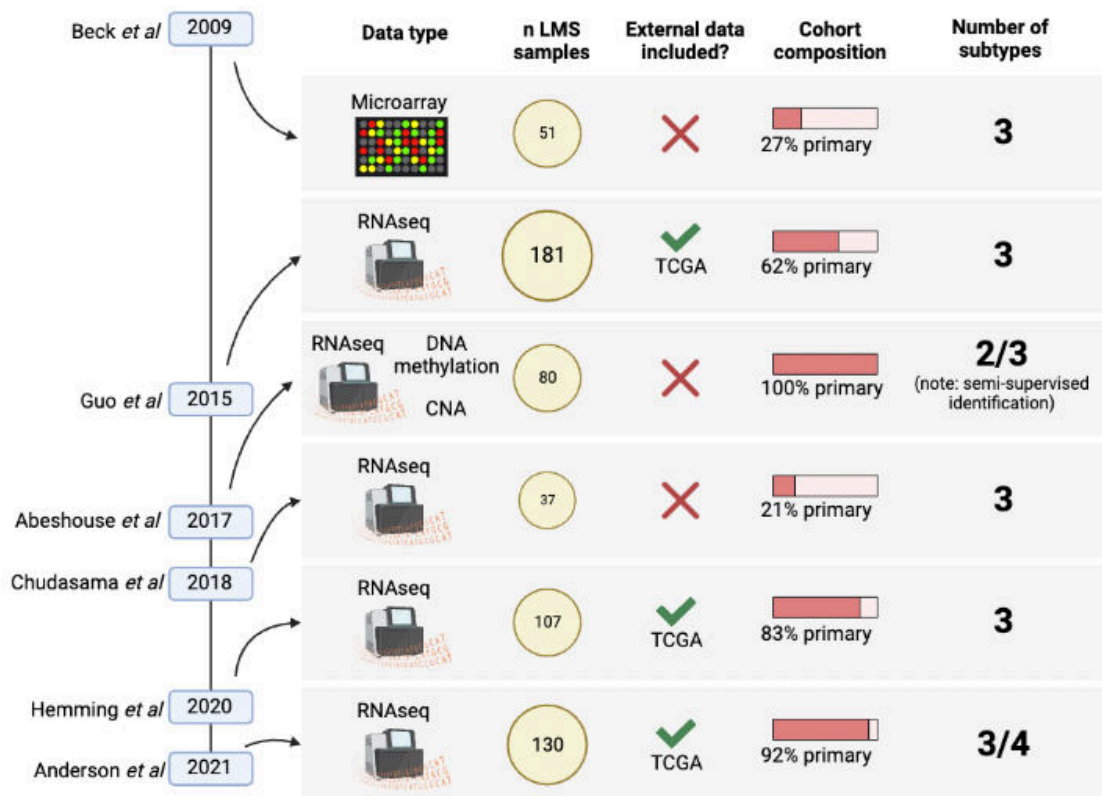 Beck et al 2009
Data type
n LMS
samples
External data
included?
Cohort
composition
Number of
subtypes
Microarray
51
27% primary
3
RNAseq
181
TCGA
62% primary
3
Guo et al 2015
RNAseq
DNA
methylation
CNA
80
100% primary
2/3
(note: semi-supervised
identification)
Abeshouse et al 2017
RNAseq
37
21% primary
3
Chudasama et al 2018
RNAseq
107
TCGA
83% primary
3
Hemming et al 2020
RNAseq
130
TCGA
92% primary
3/4
Anderson et al 2021